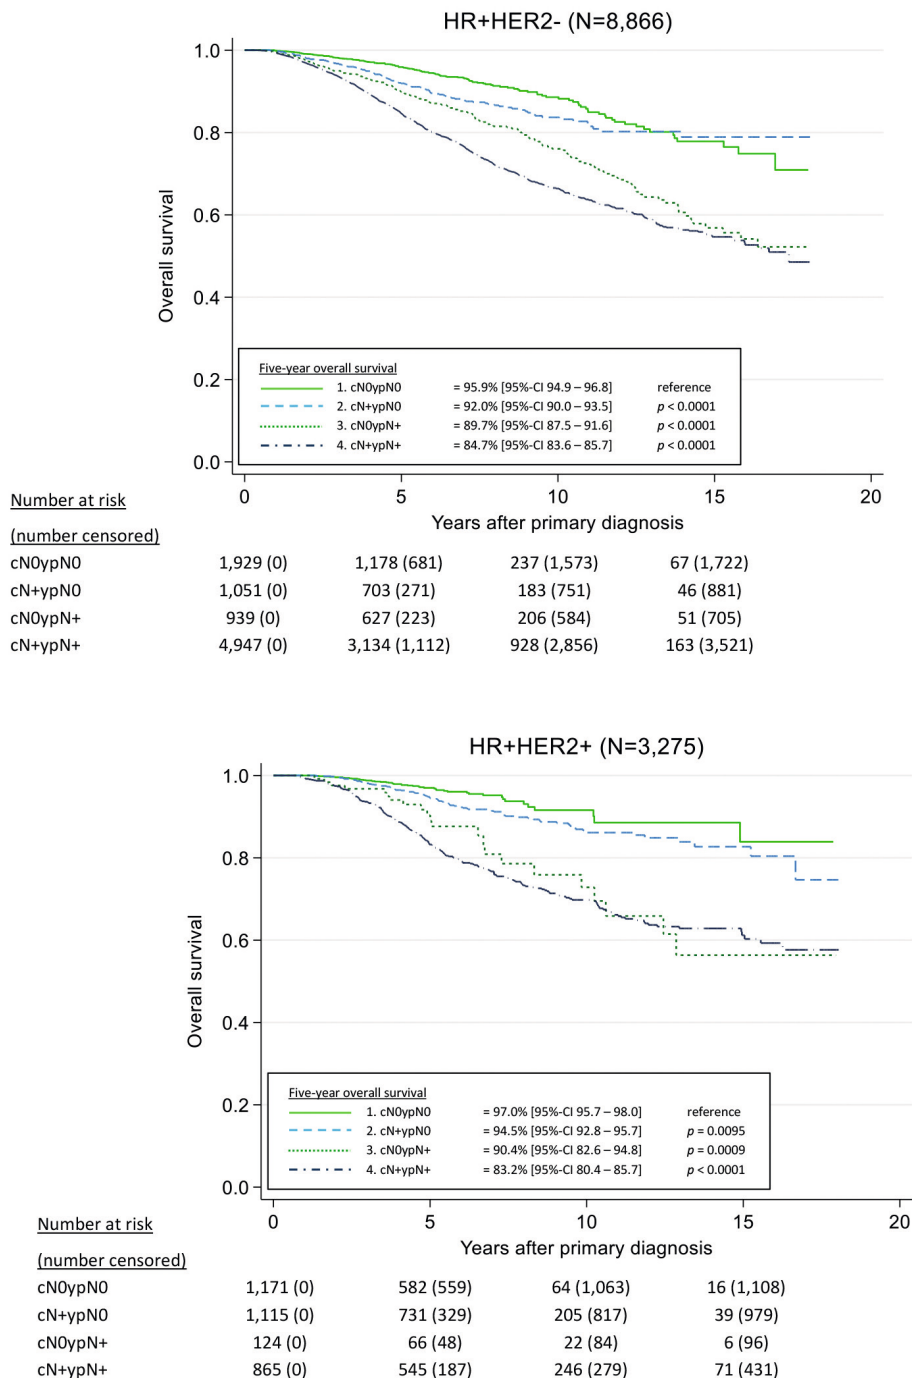 HR+HER2- (N=8,866)
1.0
0.8
0.6
0.4
0.2
0.0
Overall survival
Five-year overall survival
1. cN0ypN0 = 95.9% [95%-CI 94.9 – 96.8] reference
2. cN+ypN0 = 92.0% [95%-CI 90.0 – 93.5] p < 0.0001
3. cN0ypN+ = 89.7% [95%-CI 87.5 – 91.6] p < 0.0001
4. cN+ypN+ = 84.7% [95%-CI 83.6 – 85.7] p < 0.0001
0 5 10 15 20
Years after primary diagnosis
Number at risk
(number censored)
cN0ypN0 1,929 (0) 1,178 (681) 237 (1,573) 67 (1,722)
cN+ypN0 1,051 (0) 703 (271) 183 (751) 46 (881)
cN0ypN+ 939 (0) 627 (223) 206 (584) 51 (705)
cN+ypN+ 4,947 (0) 3,134 (1,112) 928 (2,856) 163 (3,521)
HR+HER2+ (N=3,275)
1.0
0.8
0.6
0.4
0.2
0.0
Overall survival
Five-year overall survival
1. cN0ypN0 = 97.0% [95%-CI 95.7 – 98.0] reference
2. cN+ypN0 = 94.5% [95%-CI 92.8 – 95.7] p = 0.0095
3. cN0ypN+ = 90.4% [95%-CI 82.6 – 94.8] p = 0.0009
4. cN+ypN+ = 83.2% [95%-CI 80.4 – 85.7] p < 0.0001
0 5 10 15 20
Years after primary diagnosis
Number at risk
(number censored)
cN0ypN0 1,171 (0) 582 (559) 64 (1,063) 16 (1,108)
cN+ypN0 1,115 (0) 731 (329) 205 (817) 39 (979)
cN0ypN+ 124 (0) 66 (48) 22 (84) 6 (96)
cN+ypN+ 865 (0) 545 (187) 246 (279) 71 (431)